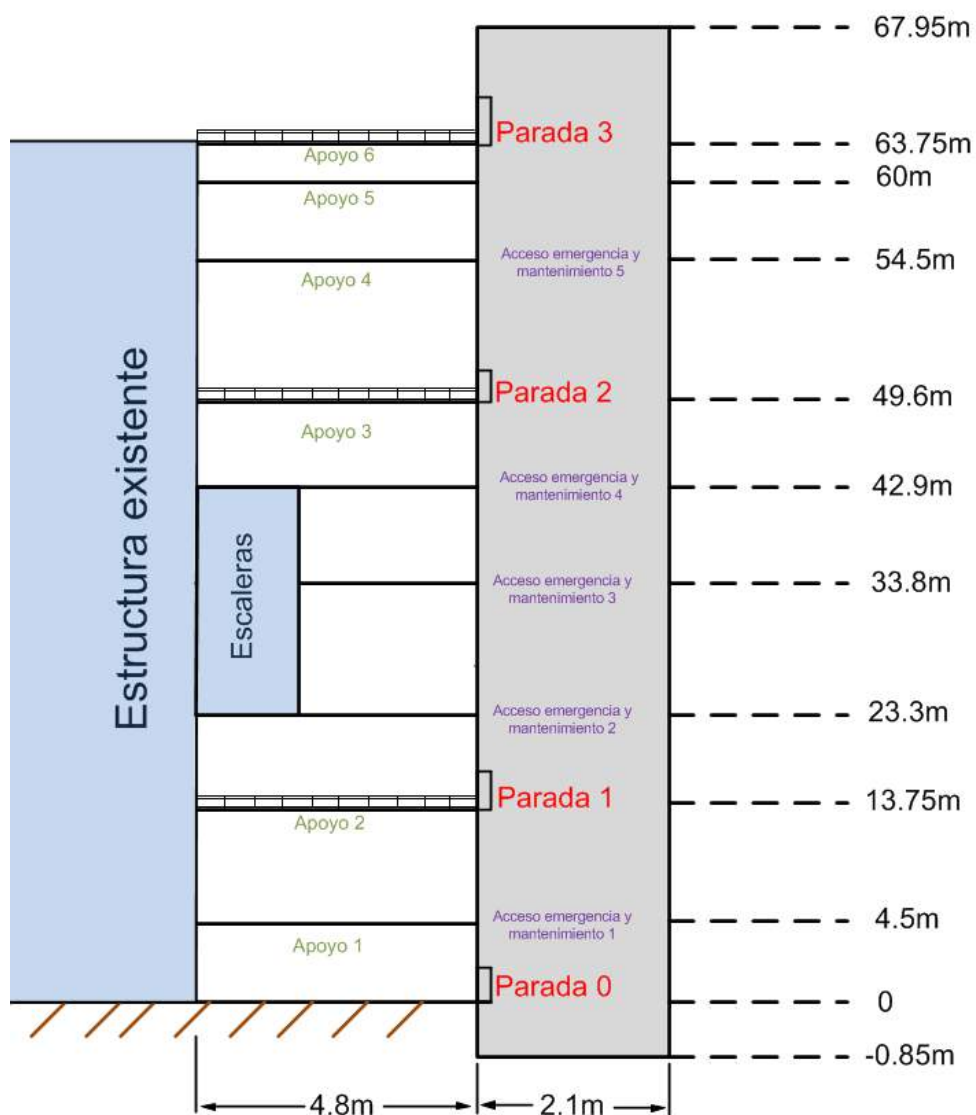 67.95m
Parada 3
63.75m
Apoyo 6
60m
Apoyo 5
Acceso emergencia y
mantenimiento 5
54.5m
Apoyo 4
Parada 2
49.6m
Apoyo 3
Acceso emergencia y
mantenimiento 4
42.9m
Estructura existente
Escaleras
Acceso emergencia y
mantenimiento 3
33.8m
Acceso emergencia y
mantenimiento 2
23.3m
Parada 1
13.75m
Apoyo 2
Acceso emergencia y
mantenimiento 1
4.5m
Apoyo 1
Parada 0
0
-0.85m
4.8m
2.1m